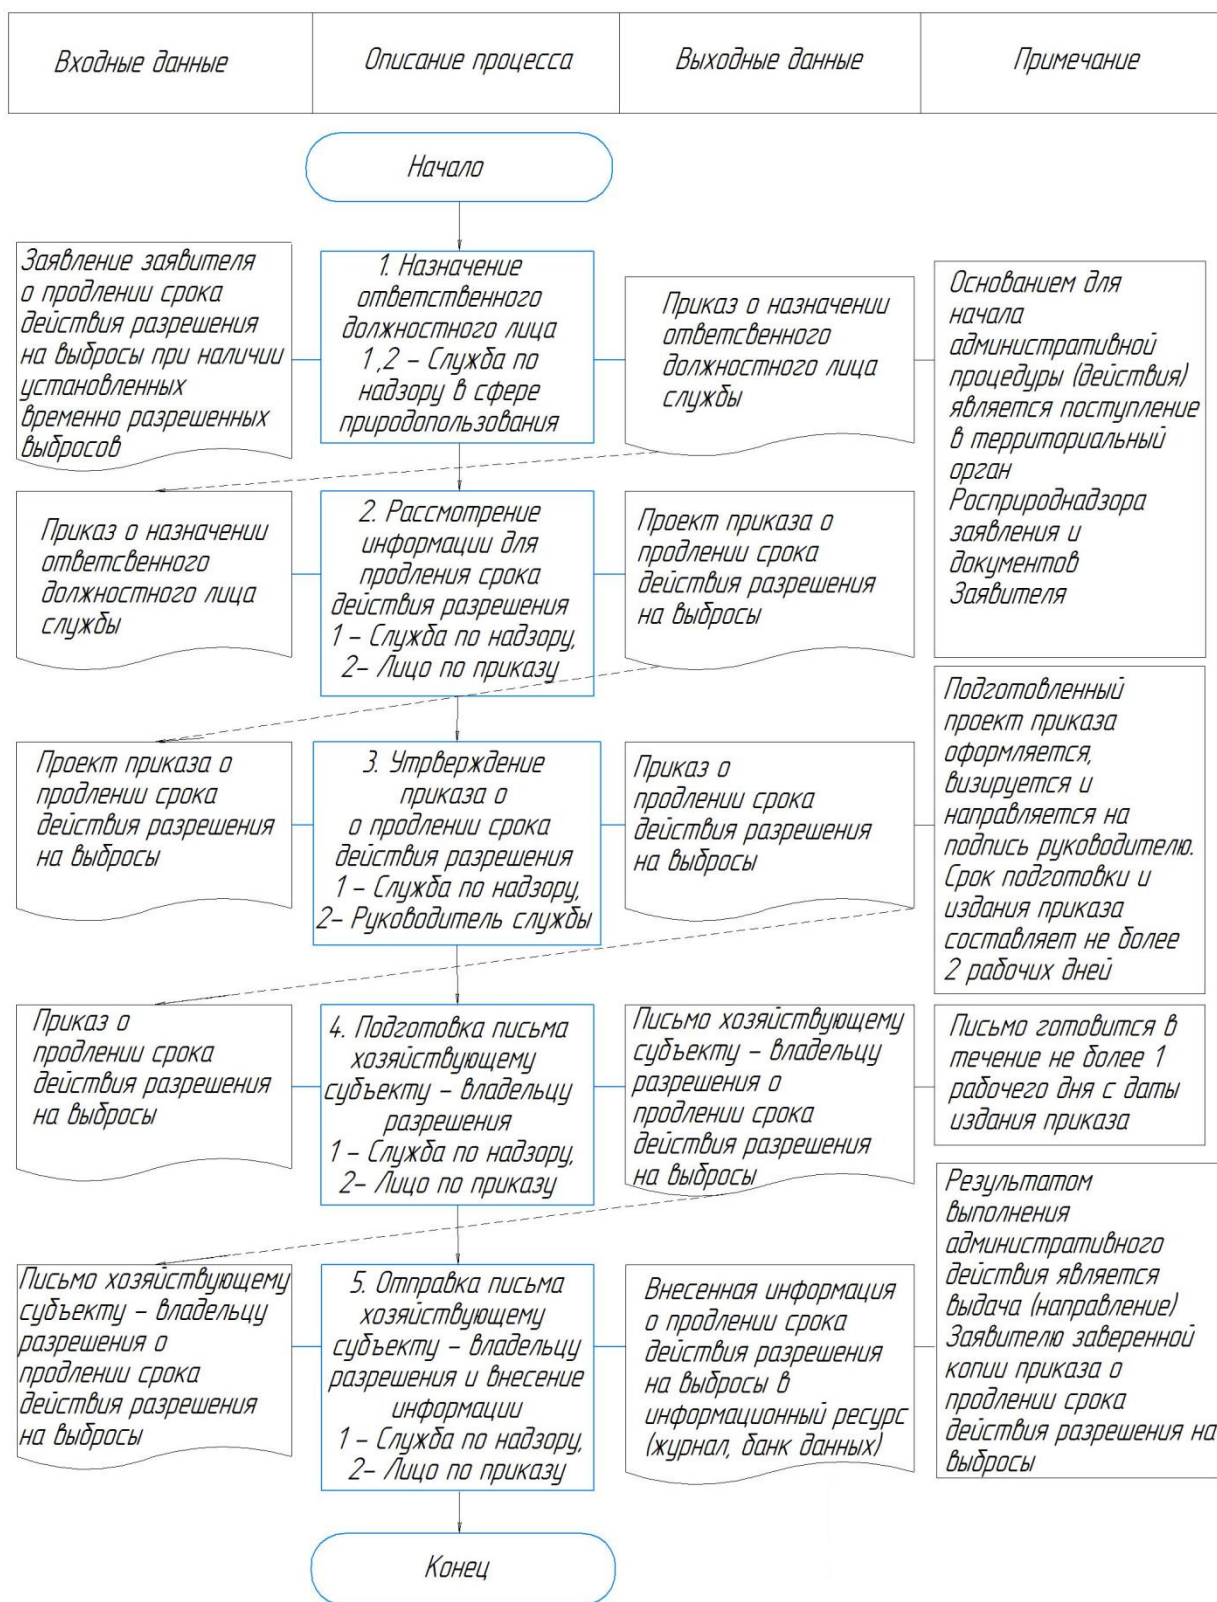 Входные данные
Описание процесса
Выходные данные
Примечание
Начало
Заявление заявителя
о продлении срока
действия разрешения
на выбросы при наличии
установленных
временно разрешенных
выбросов
1. Назначение
ответственного
должностного лица
1 ,2 – Служба по
надзору в сфере
природопользования
Приказ о назначении
ответсвенного
должностного лица
службы
Основанием для
начала
административной
процедуры (действия)
является поступление
в территориальный
орган
Росприроднадзора
заявления и
документов
Заявителя
Приказ о назначении
ответсвенного
должностного лица
службы
2. Рассмотрение
информации для
продления срока
действия разрешения
1 – Служба по надзору,
2– Лицо по приказу
Проект приказа о
продлении срока
действия разрешения
на выбросы
Проект приказа о
продлении срока
действия разрешения
на выбросы
3. Утрверждение
приказа о
о продлении срока
действия разрешения
1 – Служба по надзору,
2– Руководитель службы
Приказ о
продлении срока
действия разрешения
на выбросы
Подготовленный
проект приказа
оформляется,
визируется и
направляется на
подпись руководителю.
Срок подготовки и
издания приказа
составляет не более
2 рабочих дней
Приказ о
продлении срока
действия разрешения
на выбросы
4. Подготовка письма
хозяйствующему
субъекту – владельцу
разрешения
1 – Служба по надзору,
2– Лицо по приказу
Письмо хозяйствующему
субъекту – владельцу
разрешения о
продлении срока
действия разрешения
на выбросы
Письмо готовится в
течение не более 1
рабочего дня с даты
издания приказа
Письмо хозяйствующему
субъекту – владельцу
разрешения о
продлении срока
действия разрешения
на выбросы
5. Отправка письма
хозяйствующему
субъекту – владельцу
разрешения и внесение
информации
1 – Служба по надзору,
2– Лицо по приказу
Внесенная информация
о продлении срока
действия разрешения
на выбросы в
информационный ресурс
(журнал, банк данных)
Результатом
выполнения
административного
действия является
выдача (направление)
Заявителю заверенной
копии приказа о
продлении срока
действия разрешения на
выбросы
Конец